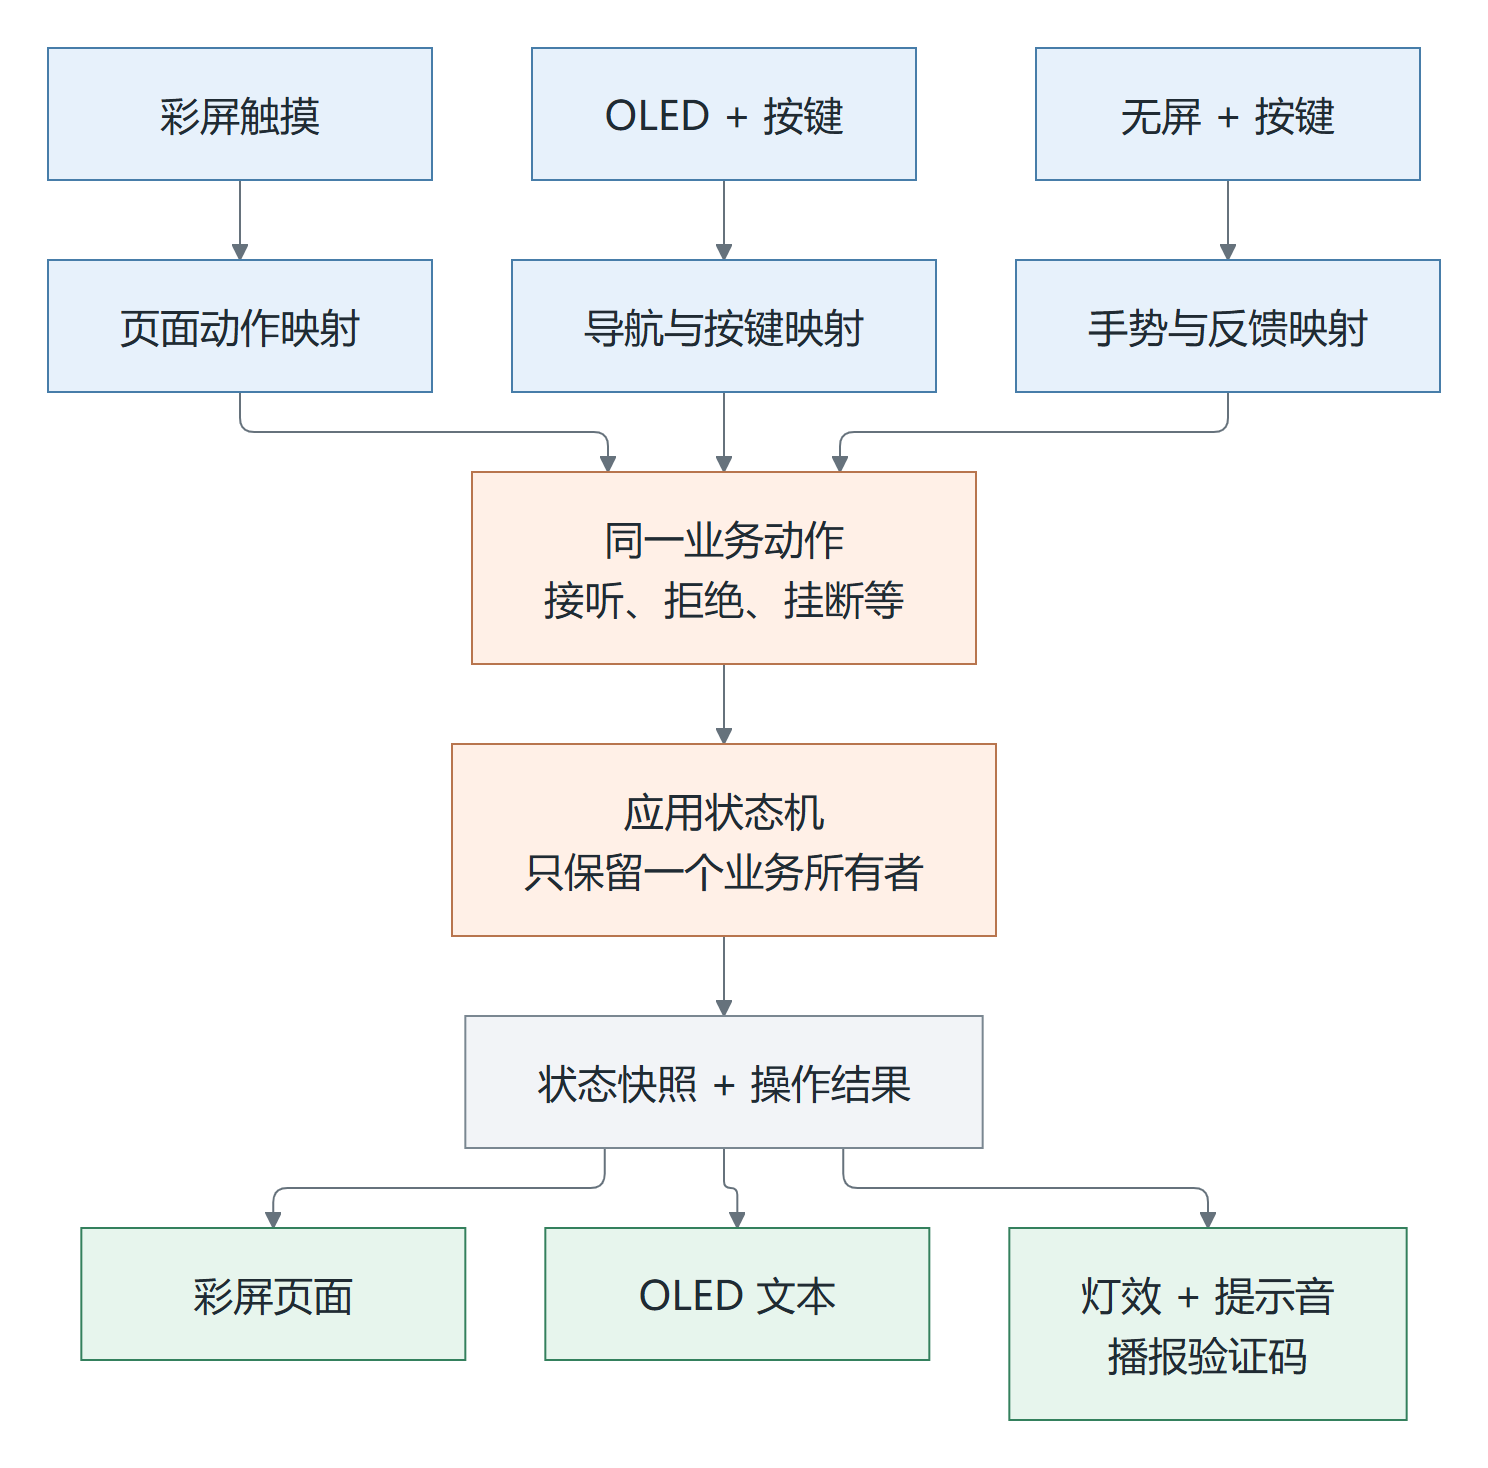 彩屏触摸
OLED + 按键
无屏 + 按键
页面动作映射
导航与按键映射
手势与反馈映射
同一业务动作
接听、拒绝、挂断等
应用状态机
只保留一个业务所有者
状态快照 + 操作结果
彩屏页面
OLED 文本
灯效 + 提示音
播报验证码